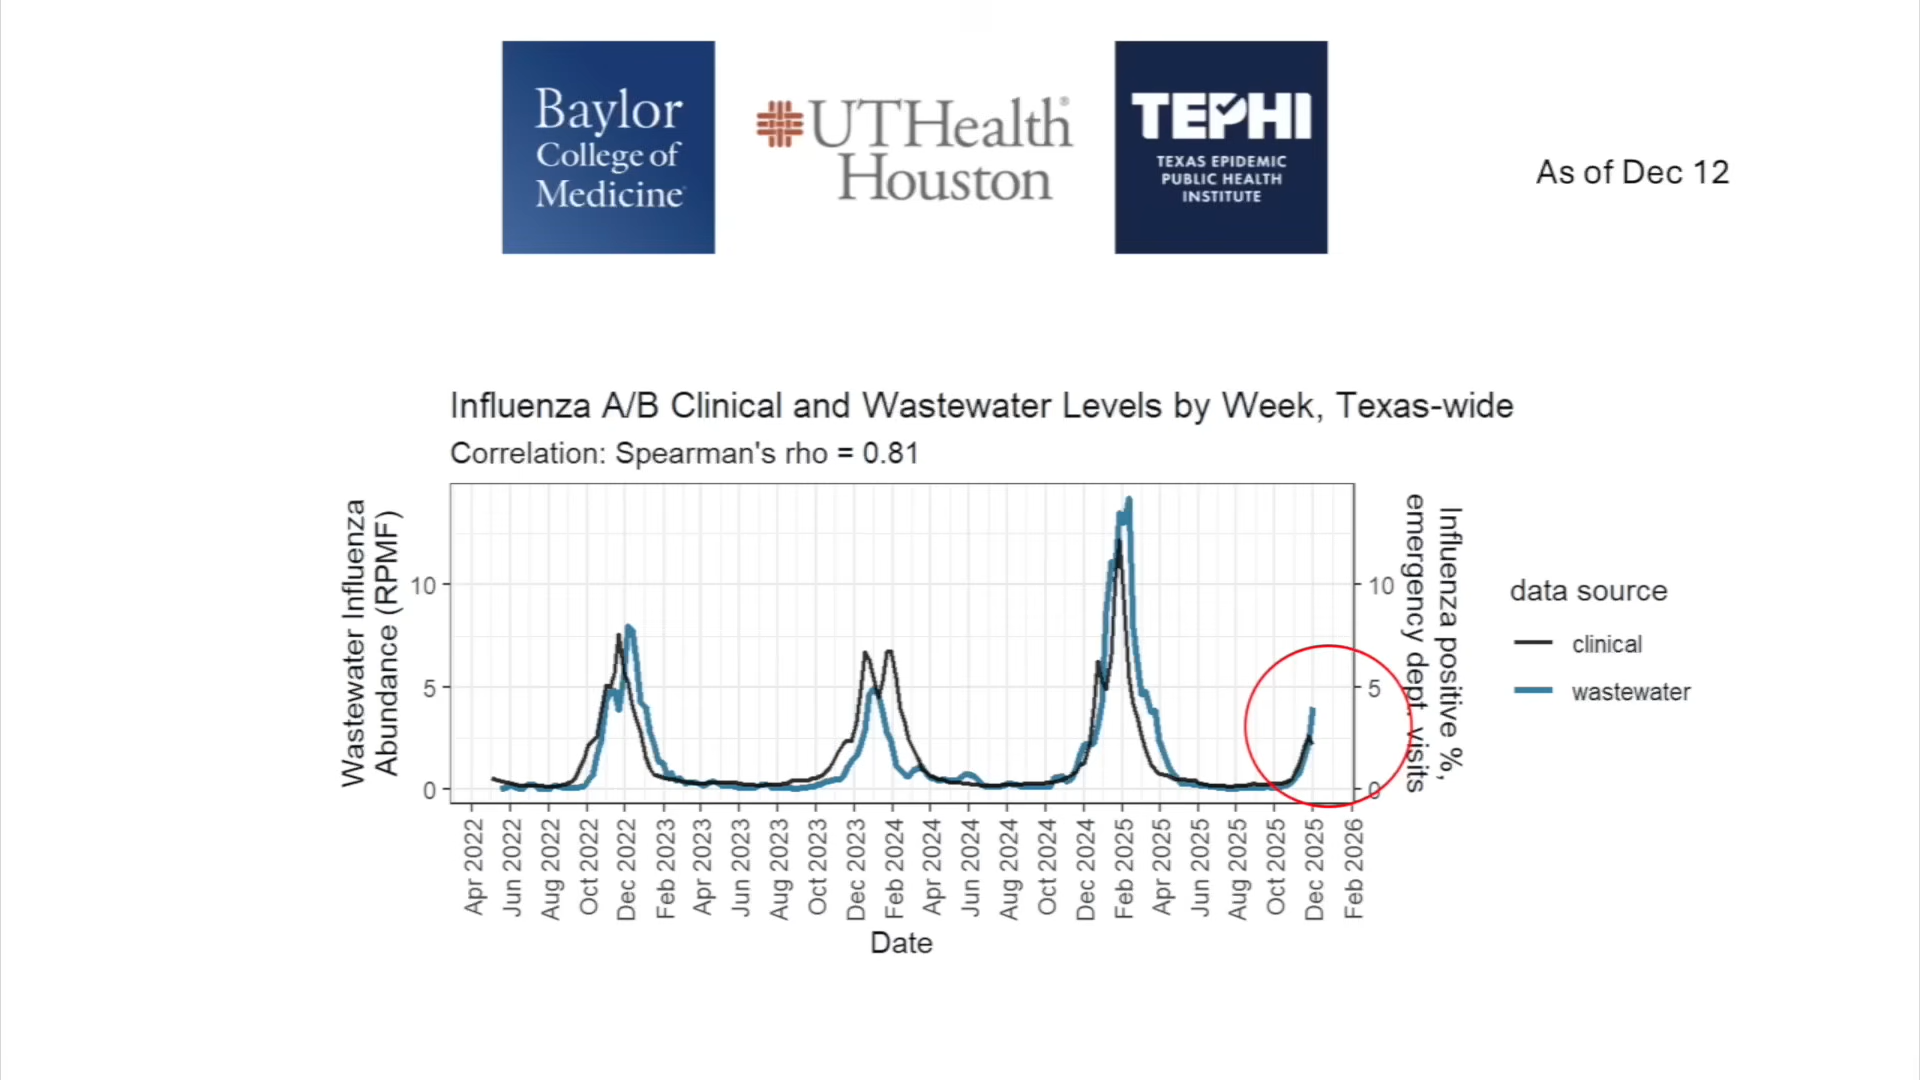 Baylor
College of
Medicine
UTHealth®
Houston
TEPHI
TEXAS EPIDEMIC
PUBLIC HEALTH
INSTITUTE
As of Dec 12
Influenza A/B Clinical and Wastewater Levels by Week, Texas-wide
Correlation: Spearman's rho = 0.81
Wastewater Influenza
Abundance (RPMF)
10
5
0
10
5
0
Influenza positive %,
emergency dept. visits
data source
clinical
wastewater
Apr 2022
Jun 2022
Aug 2022
Oct 2022
Dec 2022
Feb 2023
Apr 2023
Jun 2023
Aug 2023
Oct 2023
Dec 2023
Feb 2024
Apr 2024
Jun 2024
Aug 2024
Oct 2024
Dec 2024
Feb 2025
Apr 2025
Jun 2025
Aug 2025
Oct 2025
Dec 2025
Feb 2026
Date